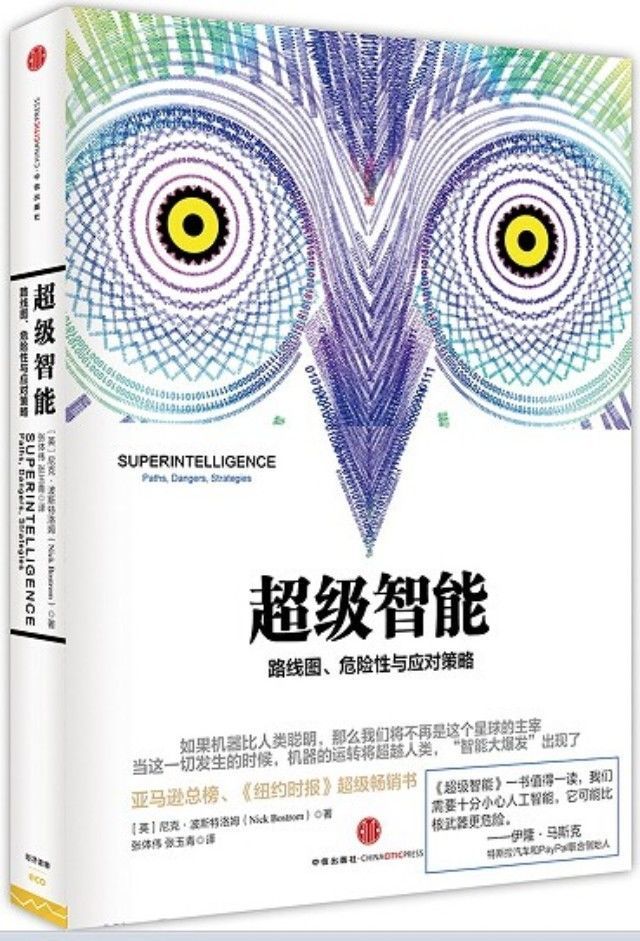 超级智能
路线图、危险性与应对策略
SUPERINTELLIGENCE
Paths, Dangers, Strategies
[英]尼克·波斯特洛姆(Nick Bostrom)著
张体伟 张玉青 译
eco
SUPERINTELLIGENCE
Paths, Dangers, Strategies
超级智能
路线图、危险性与应对策略
如果机器比人类聪明，那么我们将不再是这个星球的主宰
当这一切发生的时候，机器的运转将超越人类，“智能大爆发”出现了
亚马逊总榜、《纽约时报》超级畅销书
[英]尼克·波斯特洛姆(Nick Bostrom)著
张体伟 张玉青 译
中信出版社·CHINACITICPRESS
《超级智能》一书值得一读，我们
需要十分小心人工智能，它可能比
核武器更危险。
——伊隆·马斯克
特斯拉汽车和PayPal联合创始人